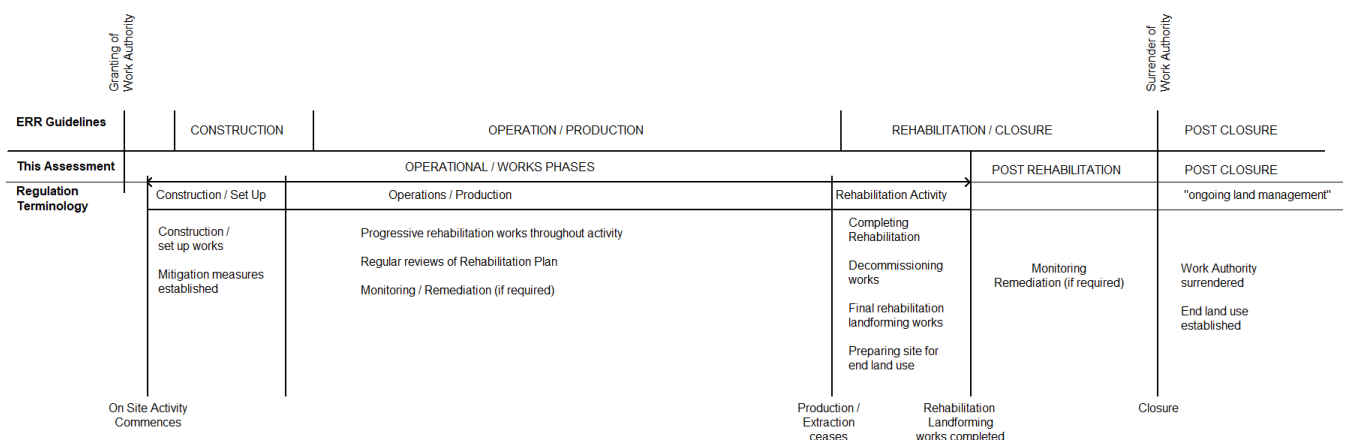 Granting of
Work Authority
Surrender of
Work Authority
ERR Guidelines
CONSTRUCTION
OPERATION / PRODUCTION
REHABILITATION / CLOSURE
POST CLOSURE
This Assessment
OPERATIONAL / WORKS PHASES
POST REHABILITATION
POST CLOSURE
Regulation
Terminology
Construction / Set Up
Operations / Production
Rehabilitation Activity
"ongoing land management"
Construction /
set up works
Mitigation measures
established
Progressive rehabilitation works throughout activity
Regular reviews of Rehabilitation Plan
Monitoring / Remediation (if required)
Completing
Rehabilitation
Decommissioning
works
Final rehabilitation
landforming works
Preparing site for
end land use
Monitoring
Remediation (if required)
Work Authority
surrendered
End land use
established
On Site Activity
Commences
Production /
Extraction
ceases
Rehabilitation
Landforming
works completed
Closure